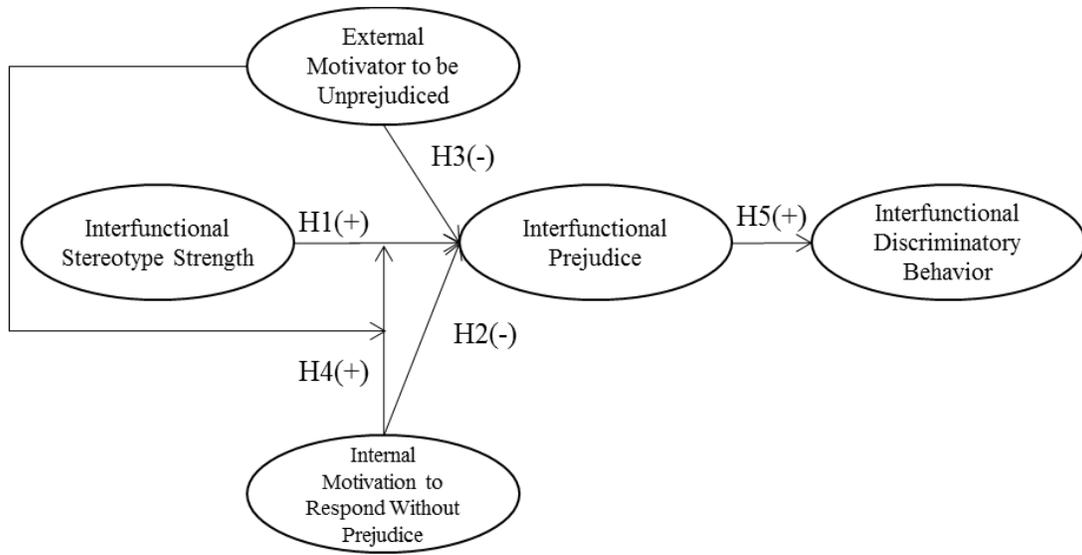 External
Motivator to be
Unprejudiced
H3(-)
Interfunctional
Stereotype Strength
H1(+)
Interfunctional
Prejudice
H5(+)
Interfunctional
Discriminatory
Behavior
H2(-)
H4(+)
Internal
Motivation to
Respond Without
Prejudice